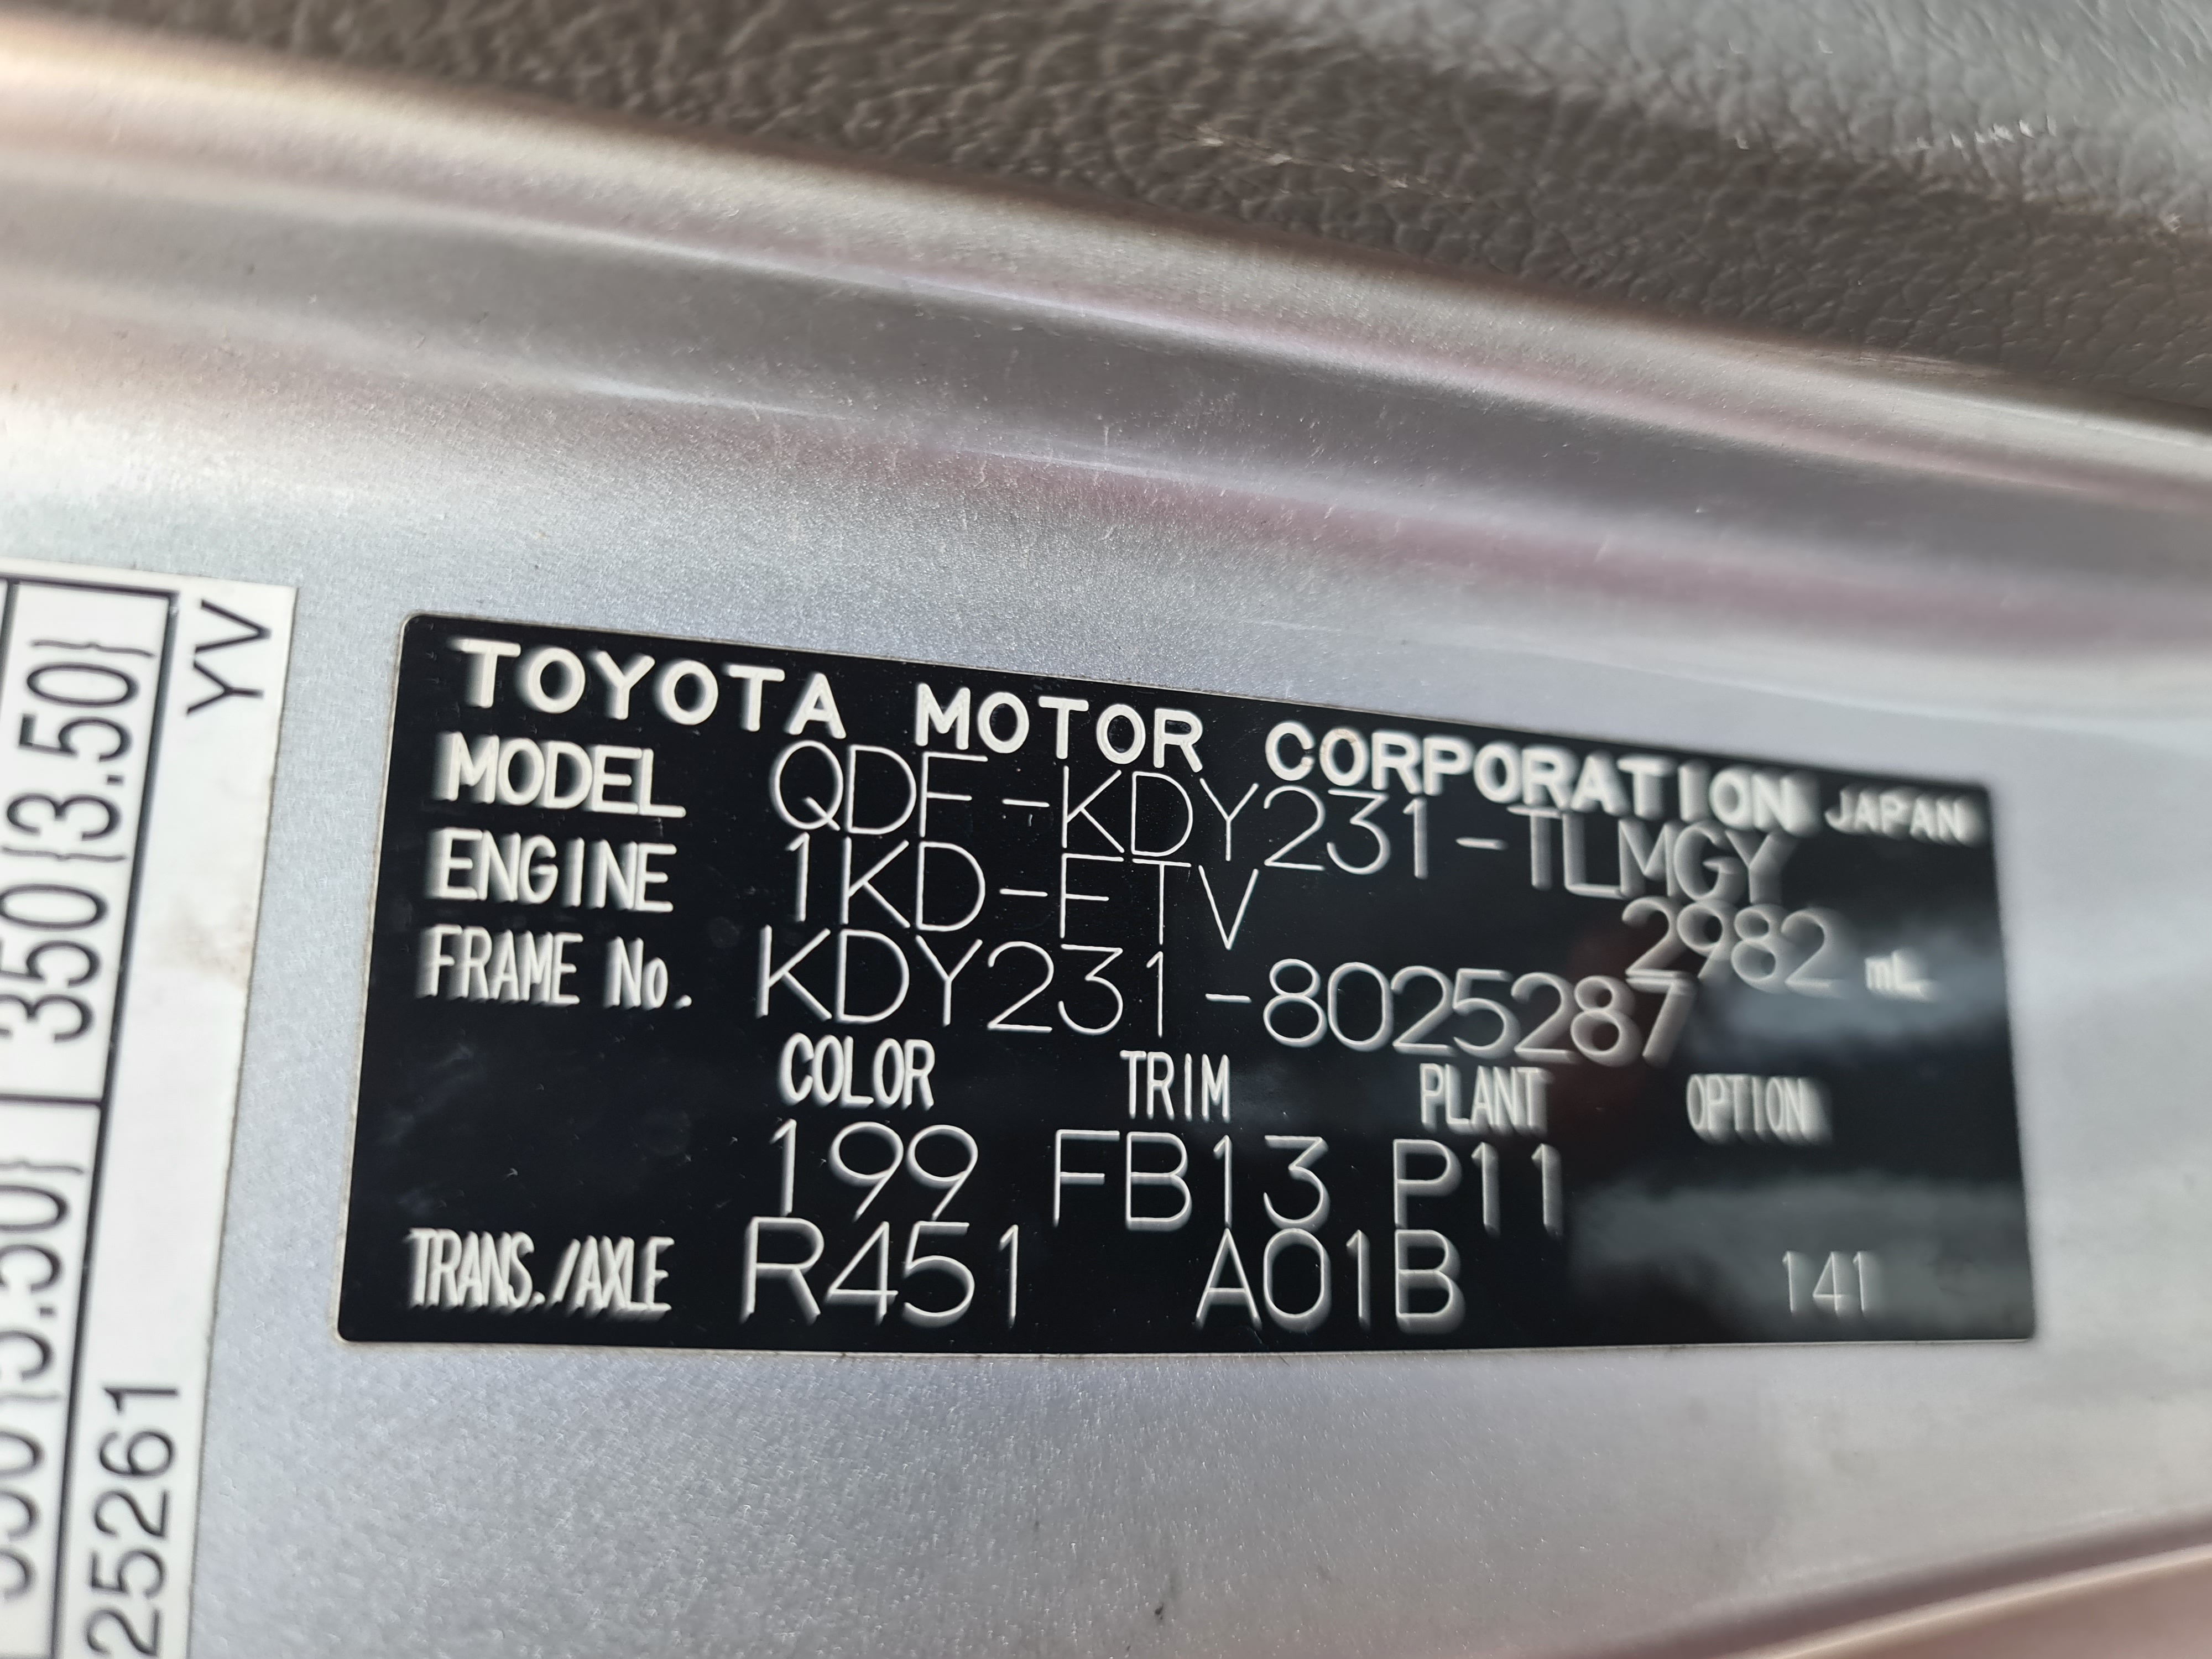 TOYOTA MOTOR CORPORATION JAPAN
MODEL QDF-KDY231-TLMGY
ENGINE 1KD-FTV 2982 mL
FRAME No. KDY231-8025287
COLOR TRIM PLANT OPTION
199 FB13 P11
TRANS./AXLE R451 A01B 141
350{3.50}
YV
25261